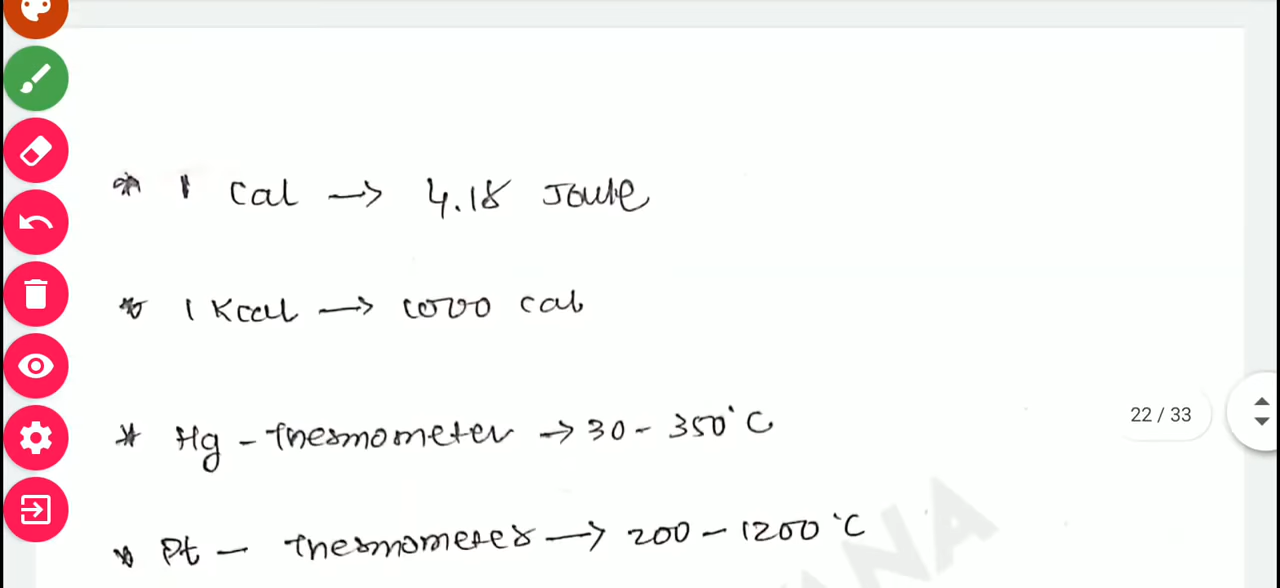 * 1 Cal → 4.18 Joule
* 1 Kcal → 1000 cal
* Hg - Thermometer → 30 - 350°C
22 / 33
* Pt - Thermometer → 200 - 1200°C